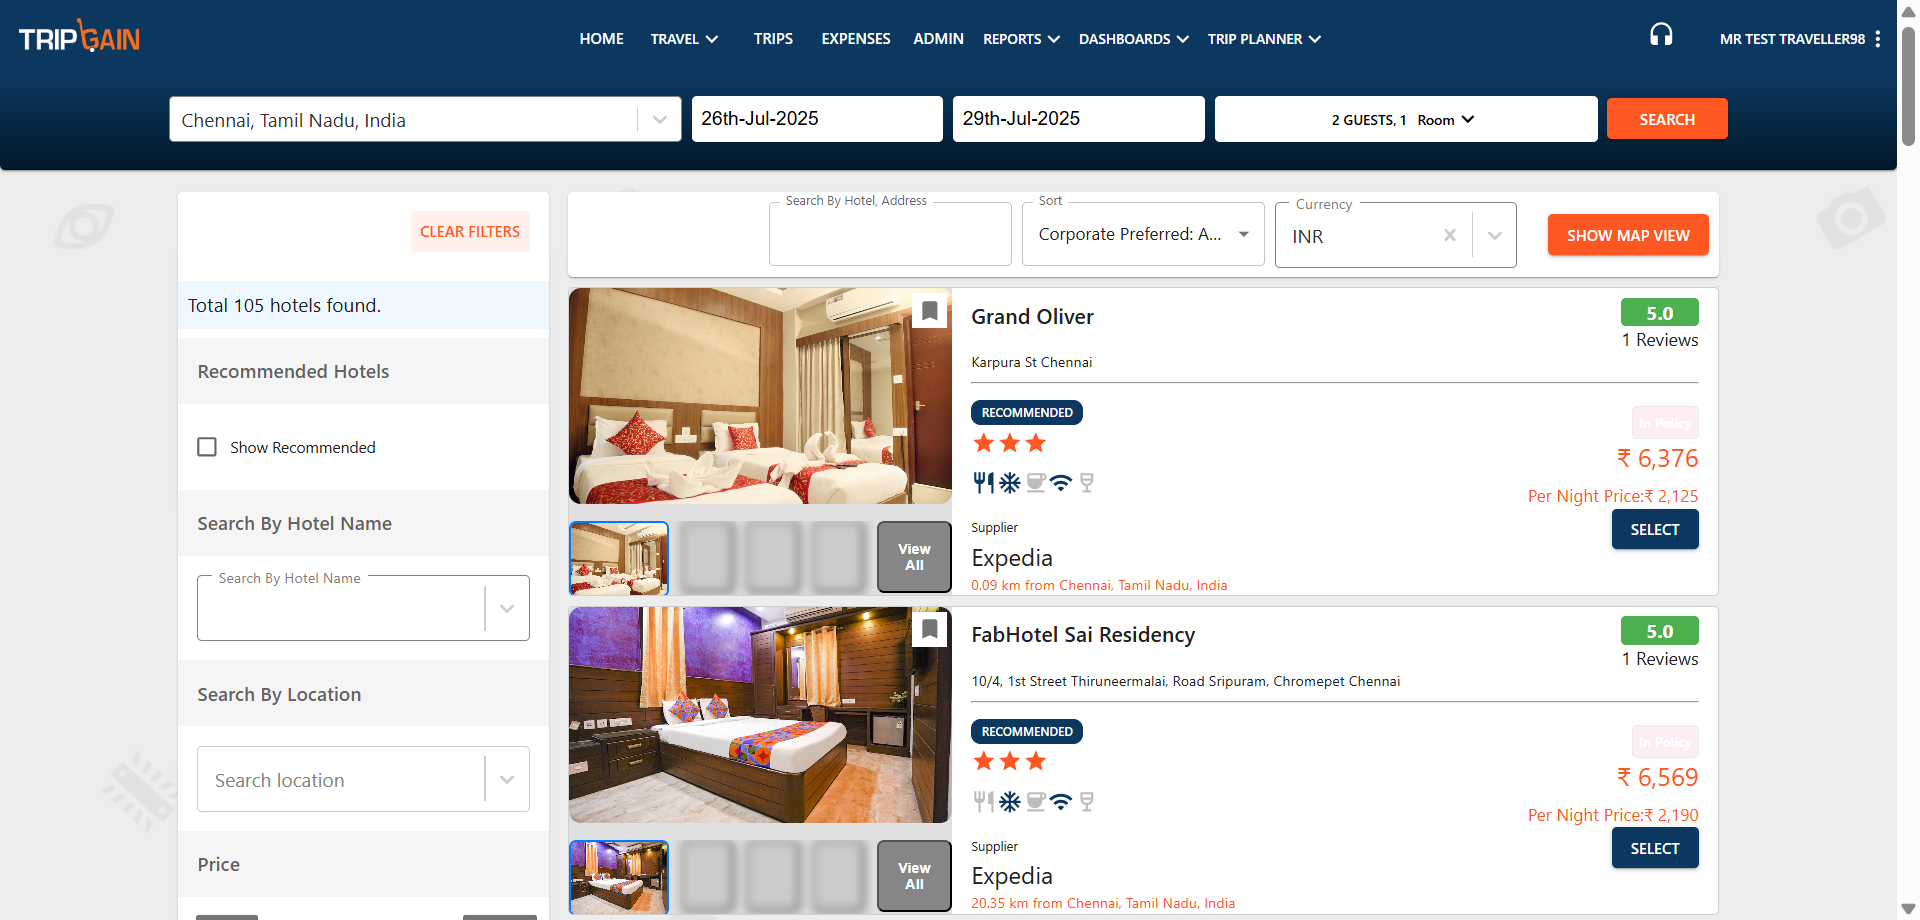 TRIPGAIN
HOME TRAVEL TRIPS EXPENSES ADMIN REPORTS DASHBOARDS TRIP PLANNER
MR TEST TRAVELLER98
Chennai, Tamil Nadu, India
26th-Jul-2025
29th-Jul-2025
2 GUESTS, 1 Room
SEARCH
CLEAR FILTERS
Total 105 hotels found.
Recommended Hotels
Show Recommended
Search By Hotel Name
Search By Hotel Name
Search By Location
Search location
Price
Search By Hotel, Address
Sort
Corporate Preferred: A...
Currency
INR
SHOW MAP VIEW
Grand Oliver
5.0
1 Reviews
Karpura St Chennai
RECOMMENDED
In Policy
₹ 6,376
Per Night Price:₹ 2,125
SELECT
Supplier
Expedia
0.09 km from Chennai, Tamil Nadu, India
View
All
FabHotel Sai Residency
5.0
1 Reviews
10/4, 1st Street Thiruneermalai, Road Sripuram, Chromepet Chennai
RECOMMENDED
In Policy
₹ 6,569
Per Night Price:₹ 2,190
SELECT
Supplier
Expedia
20.35 km from Chennai, Tamil Nadu, India
View
All